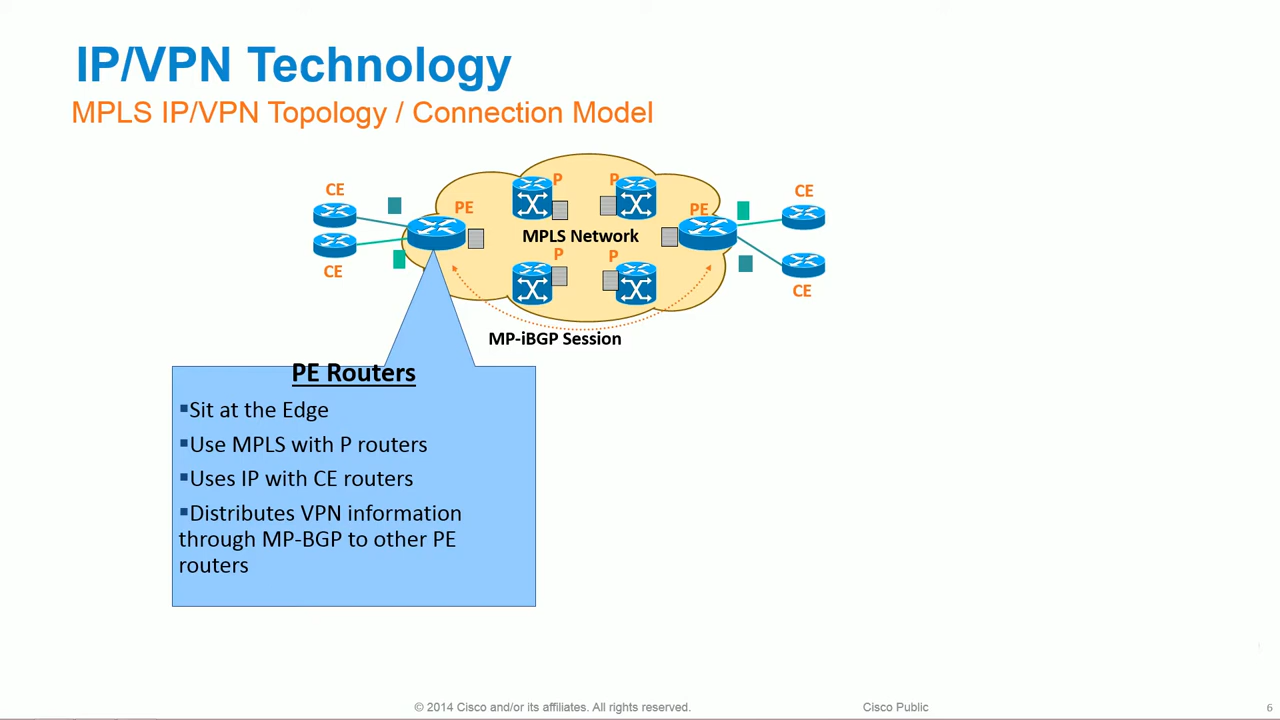 IP/VPN Technology
MPLS IP/VPN Topology / Connection Model
CE
CE
PE
P
P
MPLS Network
P
P
PE
CE
CE
MP-iBGP Session
PE Routers
▪Sit at the Edge
▪Use MPLS with P routers
▪Uses IP with CE routers
▪Distributes VPN information
through MP-BGP to other PE
routers
© 2014 Cisco and/or its affiliates. All rights reserved.
Cisco Public
6